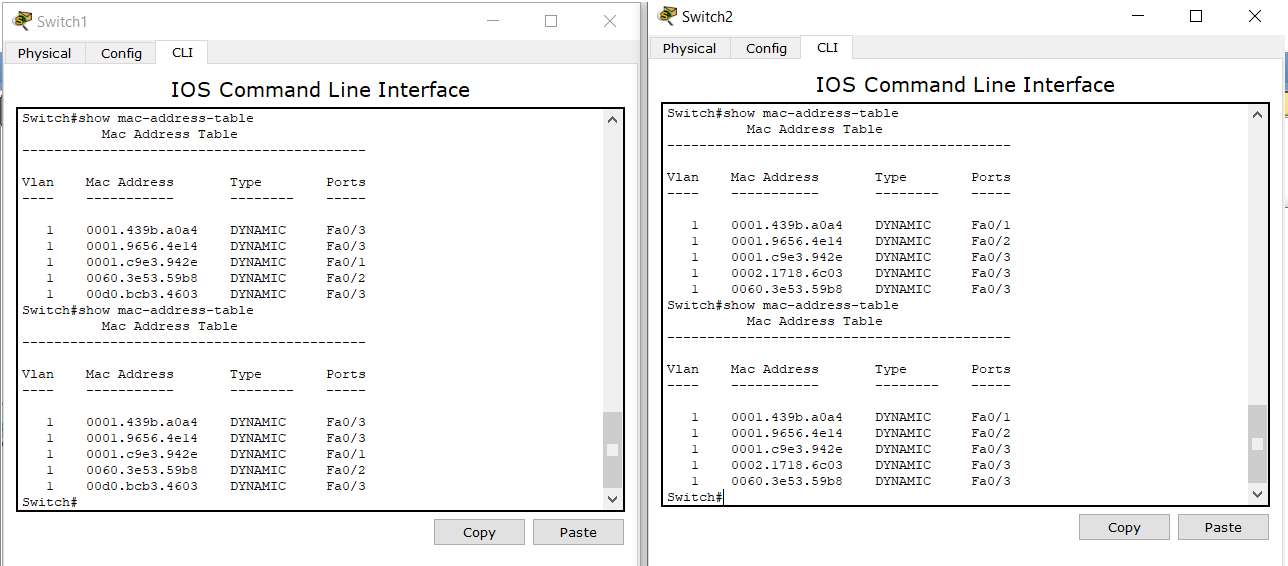 Switch1
Physical Config CLI
IOS Command Line Interface
Switch#show mac-address-table
Mac Address Table
-------------------------------------------
Vlan Mac Address Type Ports
---- ----------- -------- -----
1 0001.439b.a0a4 DYNAMIC Fa0/3
1 0001.9656.4e14 DYNAMIC Fa0/3
1 0001.c9e3.942e DYNAMIC Fa0/1
1 0060.3e53.59b8 DYNAMIC Fa0/2
1 00d0.bcb3.4603 DYNAMIC Fa0/3
Switch#show mac-address-table
Mac Address Table
-------------------------------------------
Vlan Mac Address Type Ports
---- ----------- -------- -----
1 0001.439b.a0a4 DYNAMIC Fa0/3
1 0001.9656.4e14 DYNAMIC Fa0/3
1 0001.c9e3.942e DYNAMIC Fa0/1
1 0060.3e53.59b8 DYNAMIC Fa0/2
1 00d0.bcb3.4603 DYNAMIC Fa0/3
Switch#
Copy Paste
Switch2
Physical Config CLI
IOS Command Line Interface
Switch#show mac-address-table
Mac Address Table
-------------------------------------------
Vlan Mac Address Type Ports
---- ----------- -------- -----
1 0001.439b.a0a4 DYNAMIC Fa0/1
1 0001.9656.4e14 DYNAMIC Fa0/2
1 0001.c9e3.942e DYNAMIC Fa0/3
1 0002.1718.6c03 DYNAMIC Fa0/3
1 0060.3e53.59b8 DYNAMIC Fa0/3
Switch#show mac-address-table
Mac Address Table
-------------------------------------------
Vlan Mac Address Type Ports
---- ----------- -------- -----
1 0001.439b.a0a4 DYNAMIC Fa0/1
1 0001.9656.4e14 DYNAMIC Fa0/2
1 0001.c9e3.942e DYNAMIC Fa0/3
1 0002.1718.6c03 DYNAMIC Fa0/3
1 0060.3e53.59b8 DYNAMIC Fa0/3
Switch#
Copy Paste